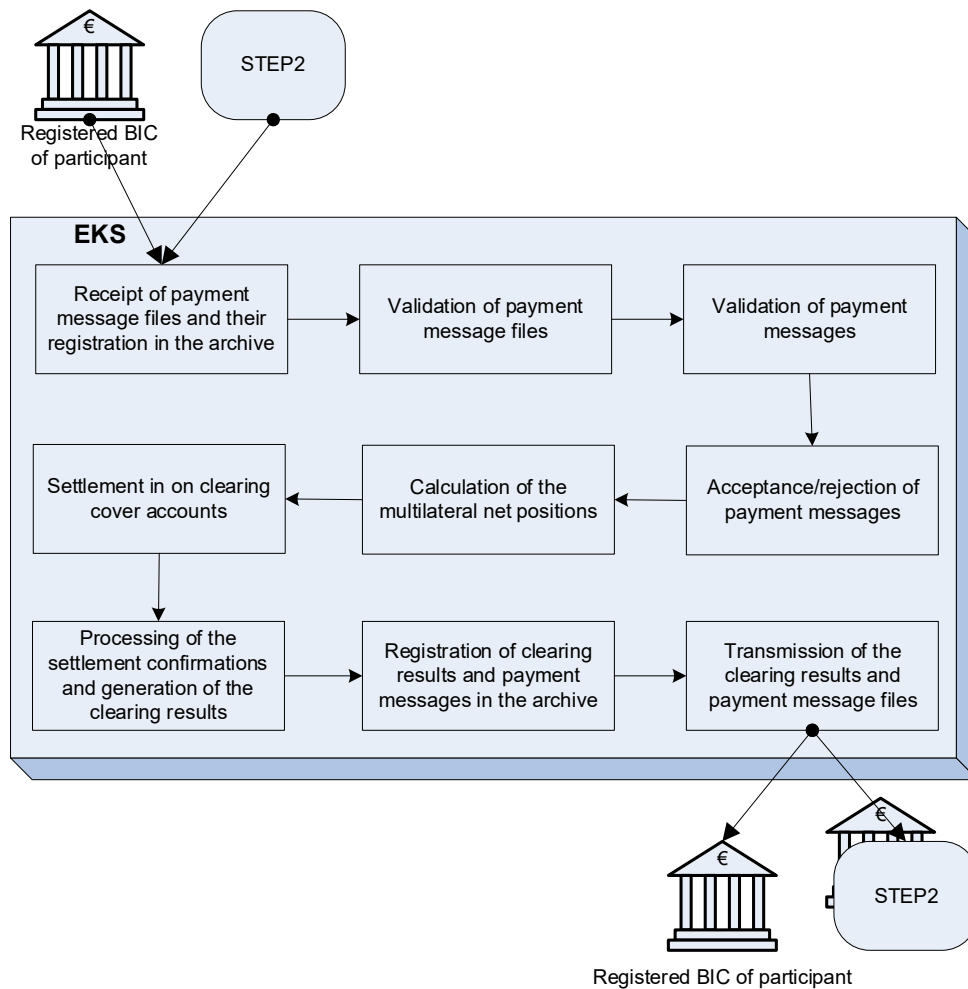 €
STEP2
Registered BIC
of participant
EKS
Receipt of payment
message files and their
registration in the archive
Validation of payment
message files
Validation of payment
messages
Settlement in on clearing
cover accounts
Calculation of the
multilateral net positions
Acceptance/rejection of
payment messages
Processing of the
settlement confirmations
and generation of the
clearing results
Registration of clearing
results and payment
messages in the archive
Transmission of the
clearing results and
payment message files
€
€
STEP2
Registered BIC of participant